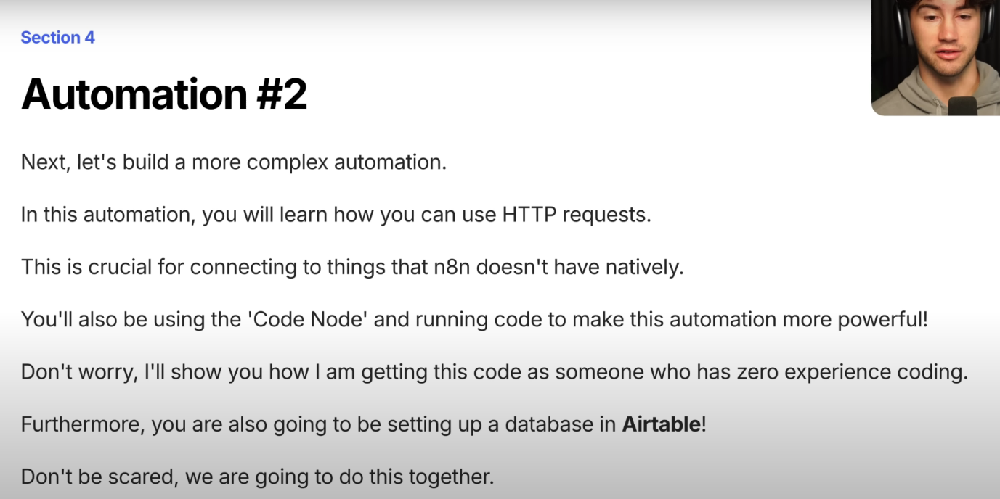 Section 4
Automation #2
Next, let's build a more complex automation.
In this automation, you will learn how you can use HTTP requests.
This is crucial for connecting to things that n8n doesn't have natively.
You'll also be using the 'Code Node' and running code to make this automation more powerful!
Don't worry, I'll show you how I am getting this code as someone who has zero experience coding.
Furthermore, you are also going to be setting up a database in Airtable!
Don't be scared, we are going to do this together.